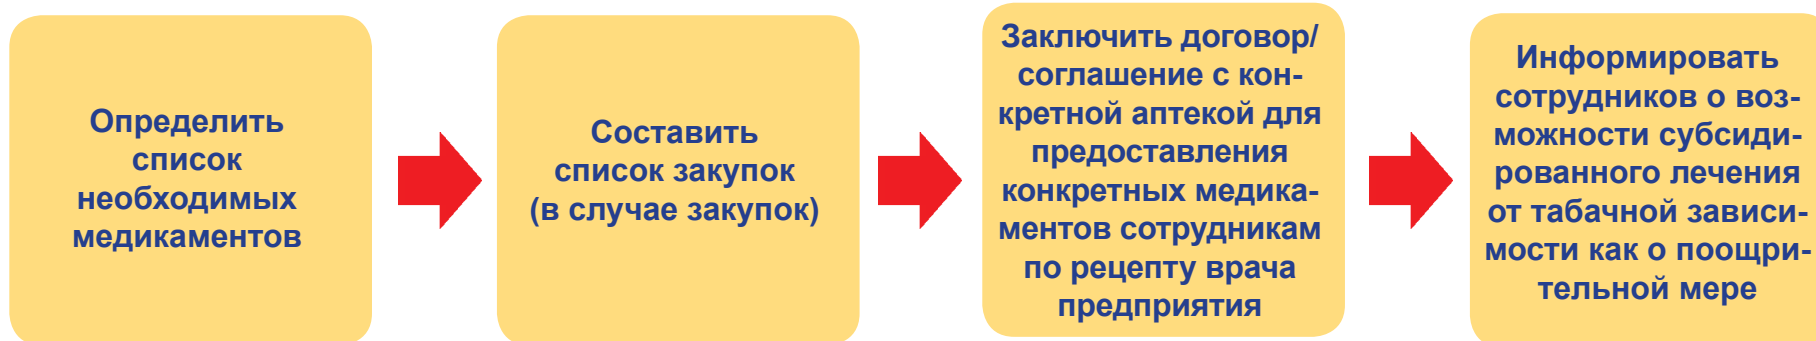 Определить
список
необходимых
медикаментов
Составить
список закупок
(в случае закупок)
Заключить договор/
соглашение с кон-
кретной аптекой для
предоставления
конкретных медика-
ментов сотрудникам
по рецепту врача
предприятия
Информировать
сотрудников о воз-
можности субсиди-
рованного лечения
от табачной зависи-
мости как о поощри-
тельной мере